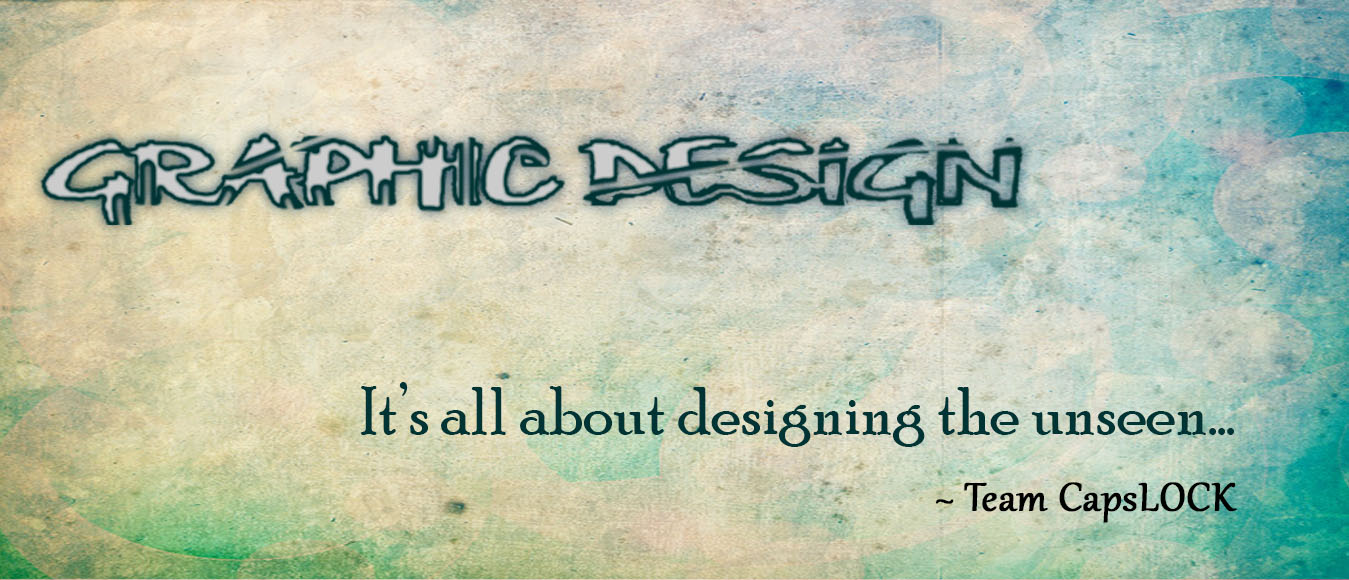 GRAPHIC DESIGN
It’s all about designing the unseen...
~ Team CapsLOCK